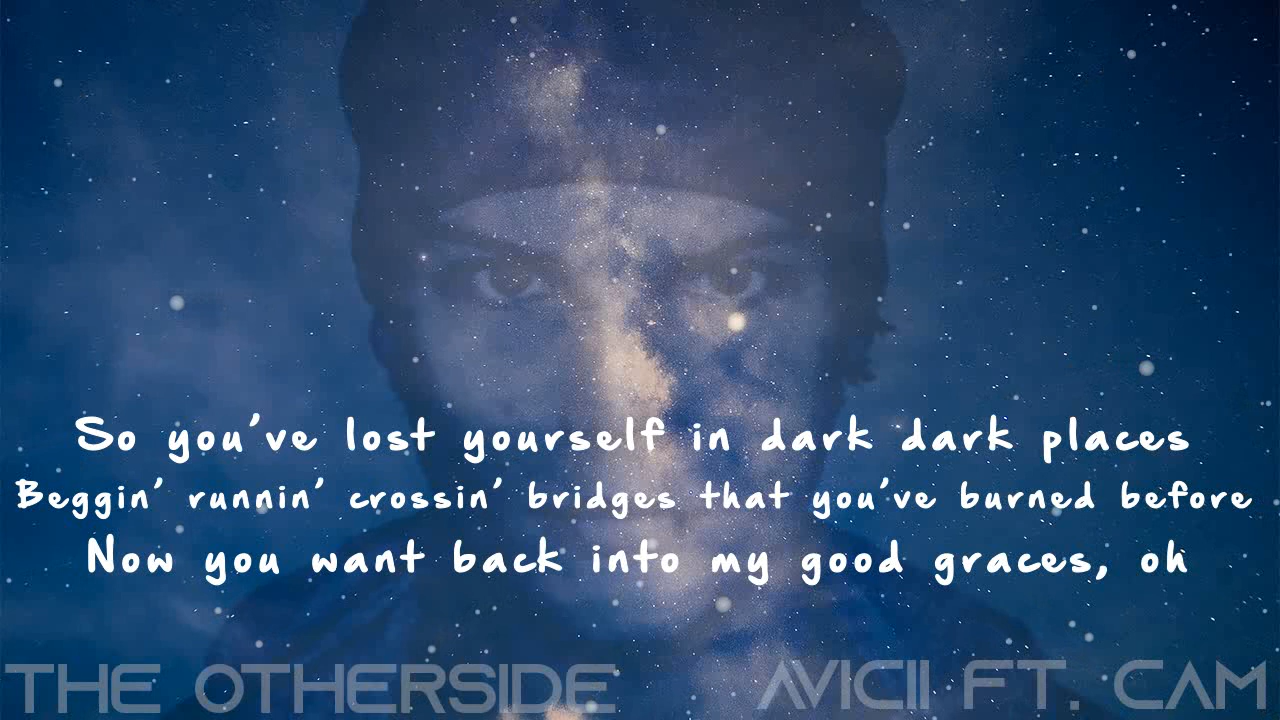 So you've lost yourself in dark dark places
Beggin' runnin' crossin' bridges that you've burned before
Now you want back into my good graces, oh
THE OTHERSIDE
AVICII FT. CAM